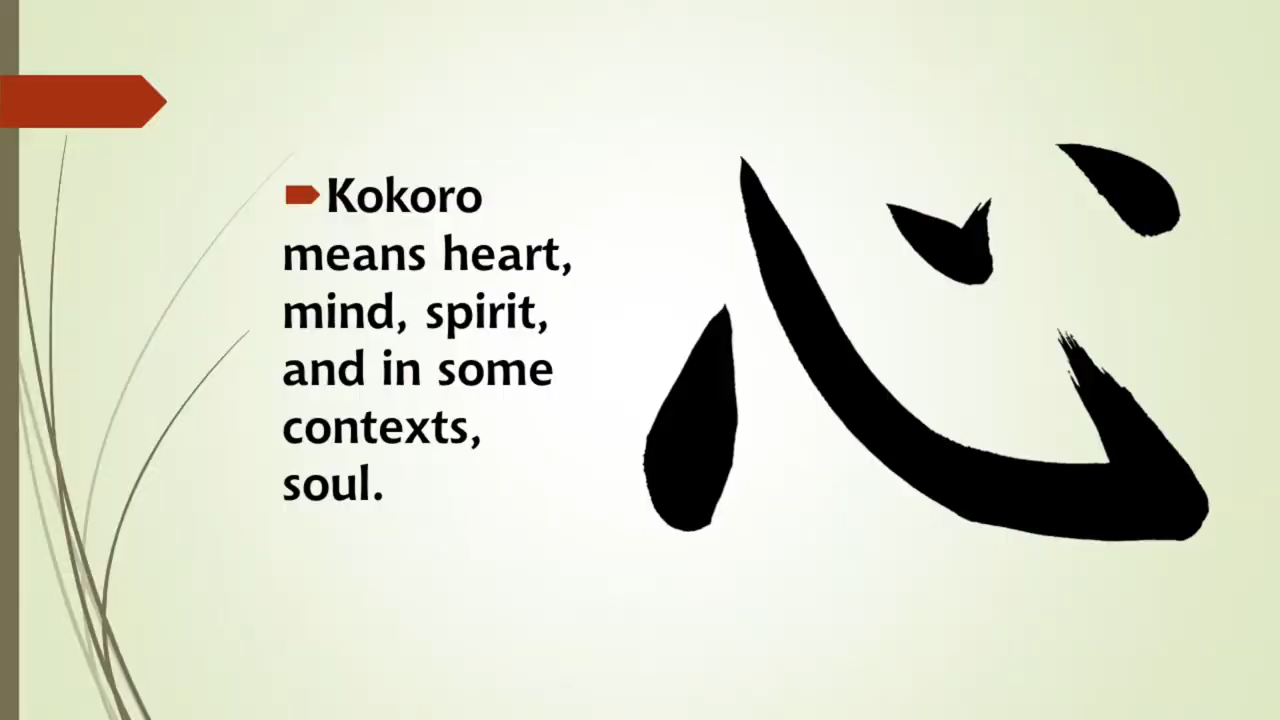 Kokoro
means heart,
mind, spirit,
and in some
contexts,
soul.
心